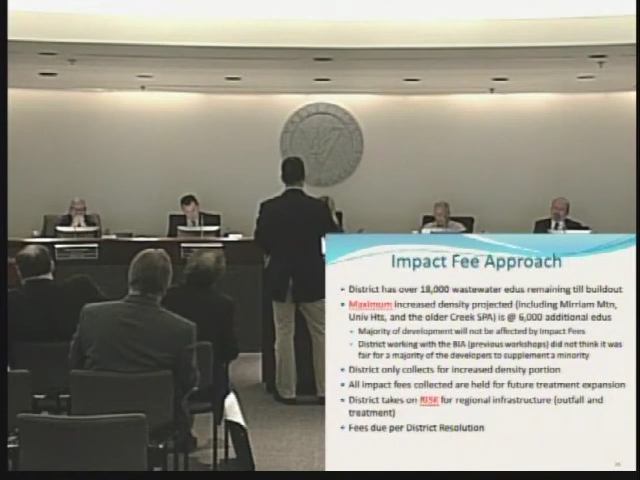 Impact Fee Approach
District has over 18,000 wastewater edus remaining till buildout
Maximum increased density projected (including Mirriam Mtn,
Univ Hts, and the older Creek SPA) is @ 6,000 additional edus
Majority of development will not be affected by Impact Fees
District working with the BIA (previous workshops) did not think it was
fair for a majority of the developers to supplement a minority
District only collects for increased density portion
All impact fees collected are held for future treatment expansion
District takes on RISK for regional infrastructure (outfall and
treatment)
Fees due per District Resolution